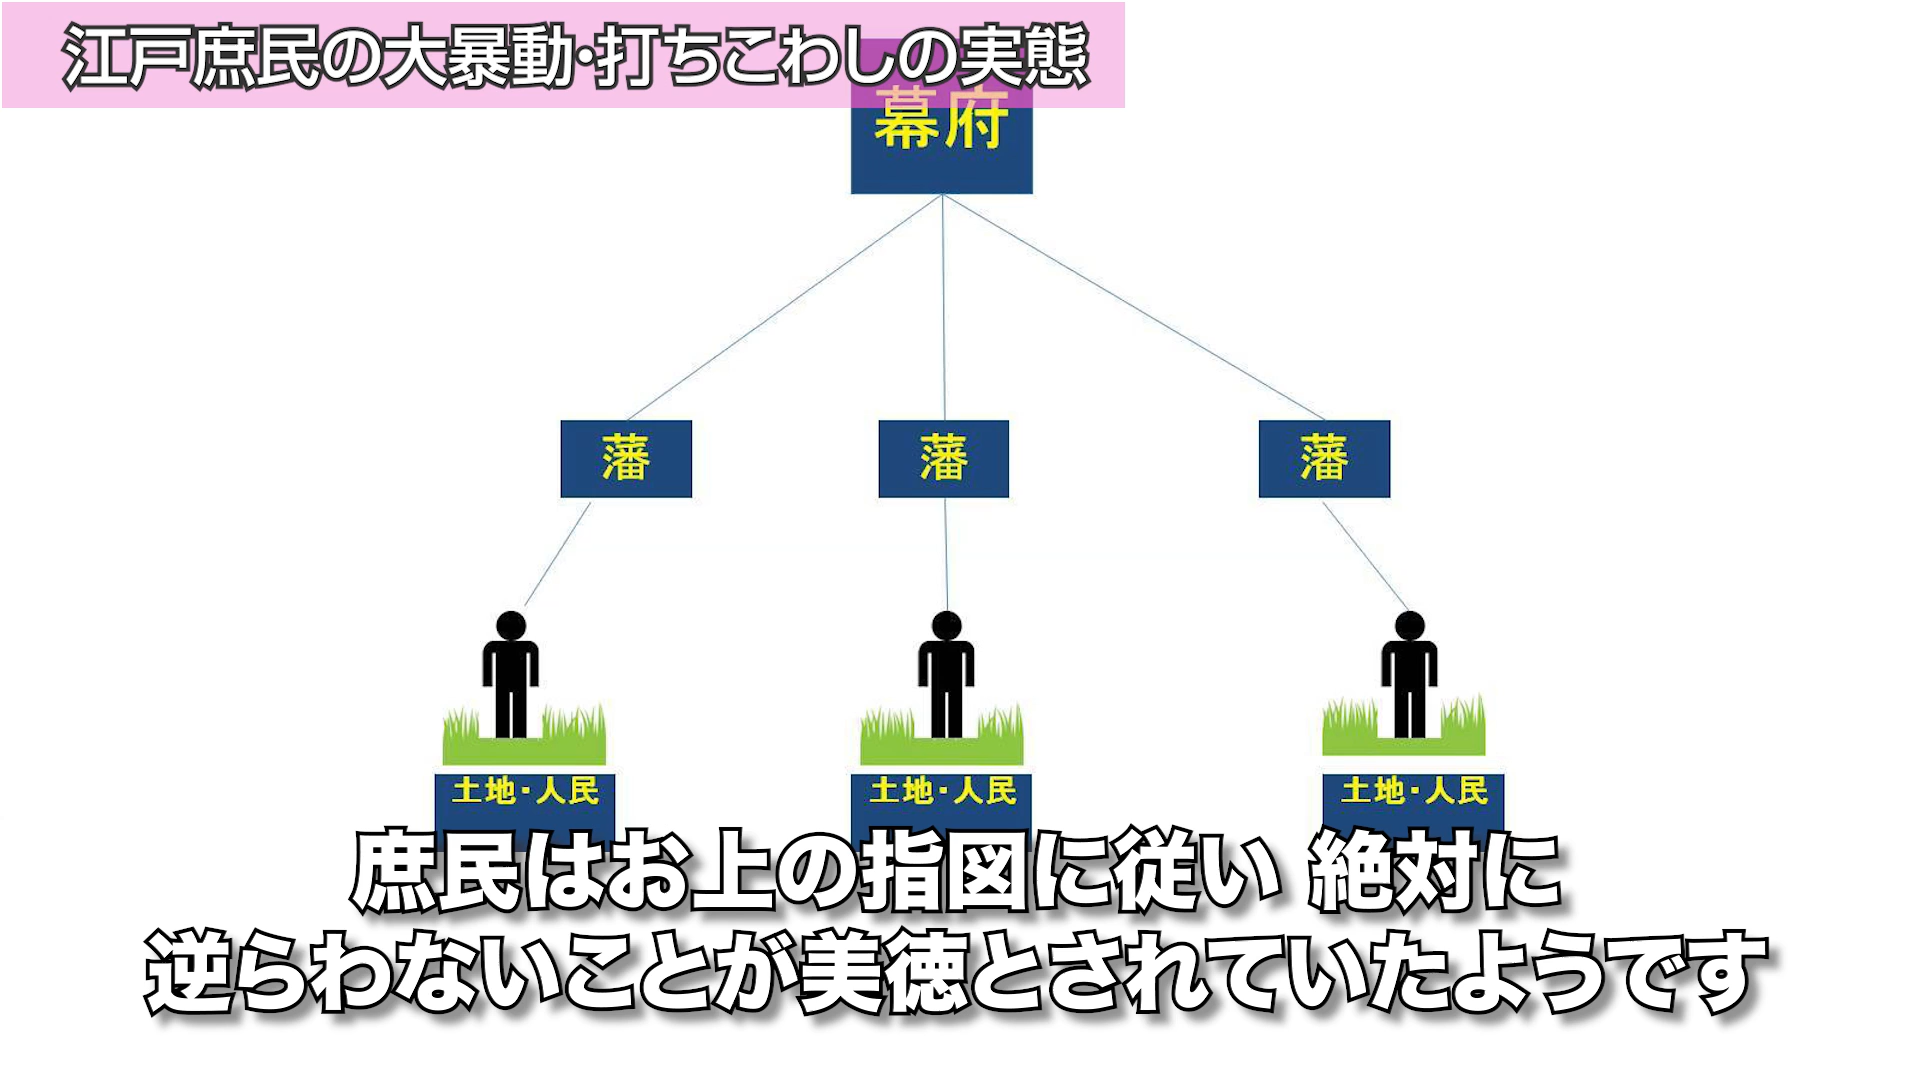 江戸庶民の大暴動・打ちこわしの実態
幕府
藩
藩
藩
土地・人民
土地・人民
土地・人民
庶民はお上の指図に従い 絶対に
逆らわないことが美徳とされていたようです